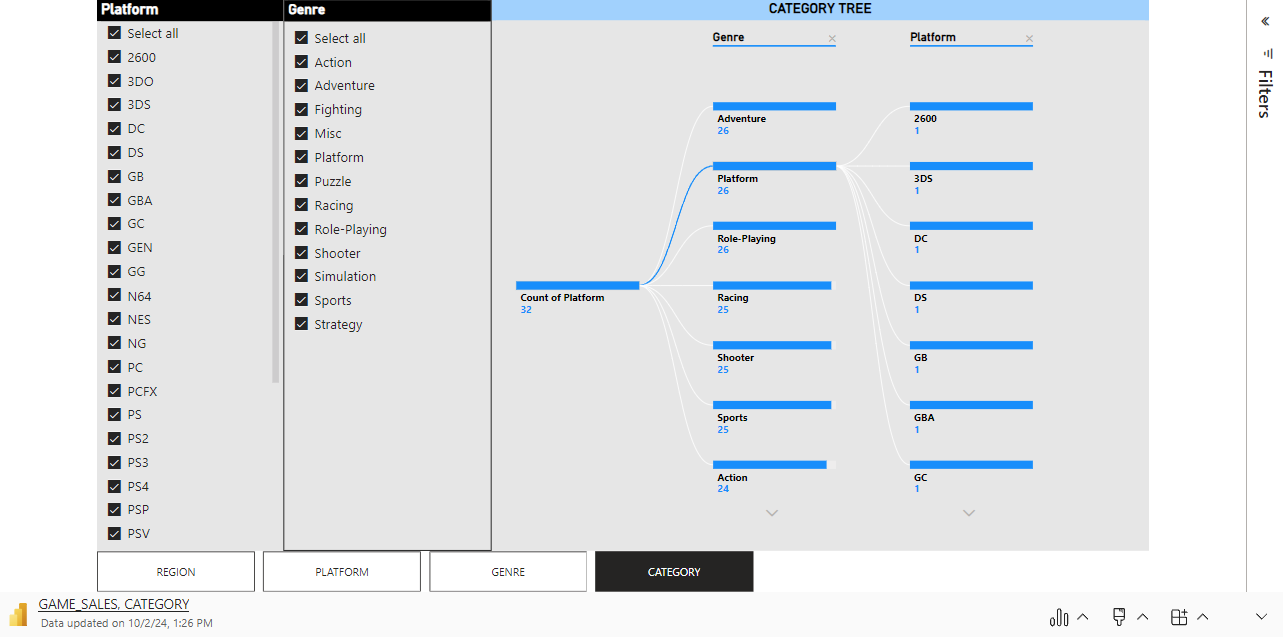 Platform
Select all
2600
3DO
3DS
DC
DS
GB
GBA
GC
GEN
GG
N64
NES
NG
PC
PCFX
PS
PS2
PS3
PS4
PSP
PSV
Genre
Select all
Action
Adventure
Fighting
Misc
Platform
Puzzle
Racing
Role-Playing
Shooter
Simulation
Sports
Strategy
CATEGORY TREE
Genre
Platform
Count of Platform
32
Adventure
26
Platform
26
Role-Playing
26
Racing
25
Shooter
25
Sports
25
Action
24
2600
1
3DS
1
DC
1
DS
1
GB
1
GBA
1
GC
1
Filters
REGION
PLATFORM
GENRE
CATEGORY
GAME_SALES, CATEGORY
Data updated on 10/2/24, 1:26 PM